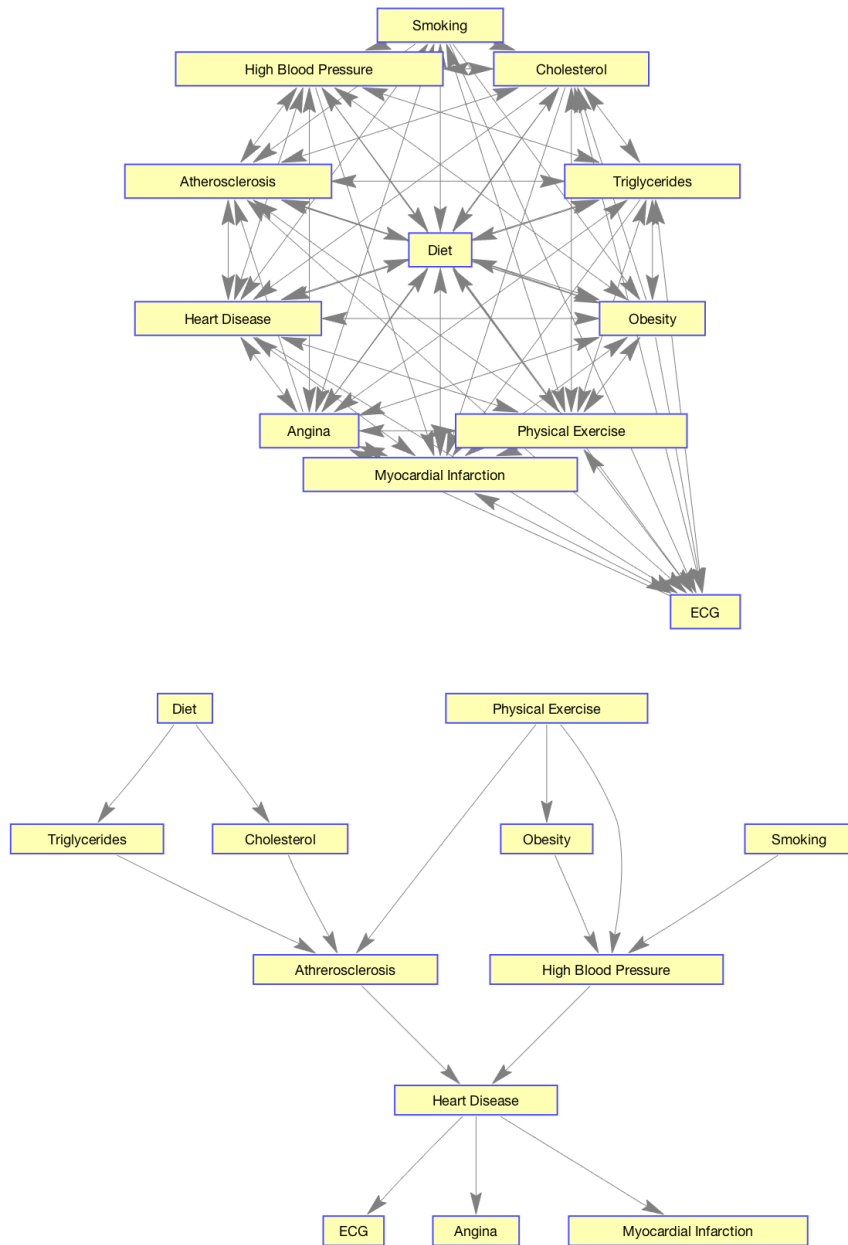 Smoking
High Blood Pressure
Cholesterol
Atherosclerosis
Triglycerides
Diet
Heart Disease
Obesity
Angina
Physical Exercise
Myocardial Infarction
ECG
Diet
Physical Exercise
Triglycerides
Cholesterol
Obesity
Smoking
Athrerosclerosis
High Blood Pressure
Heart Disease
ECG
Angina
Myocardial Infarction